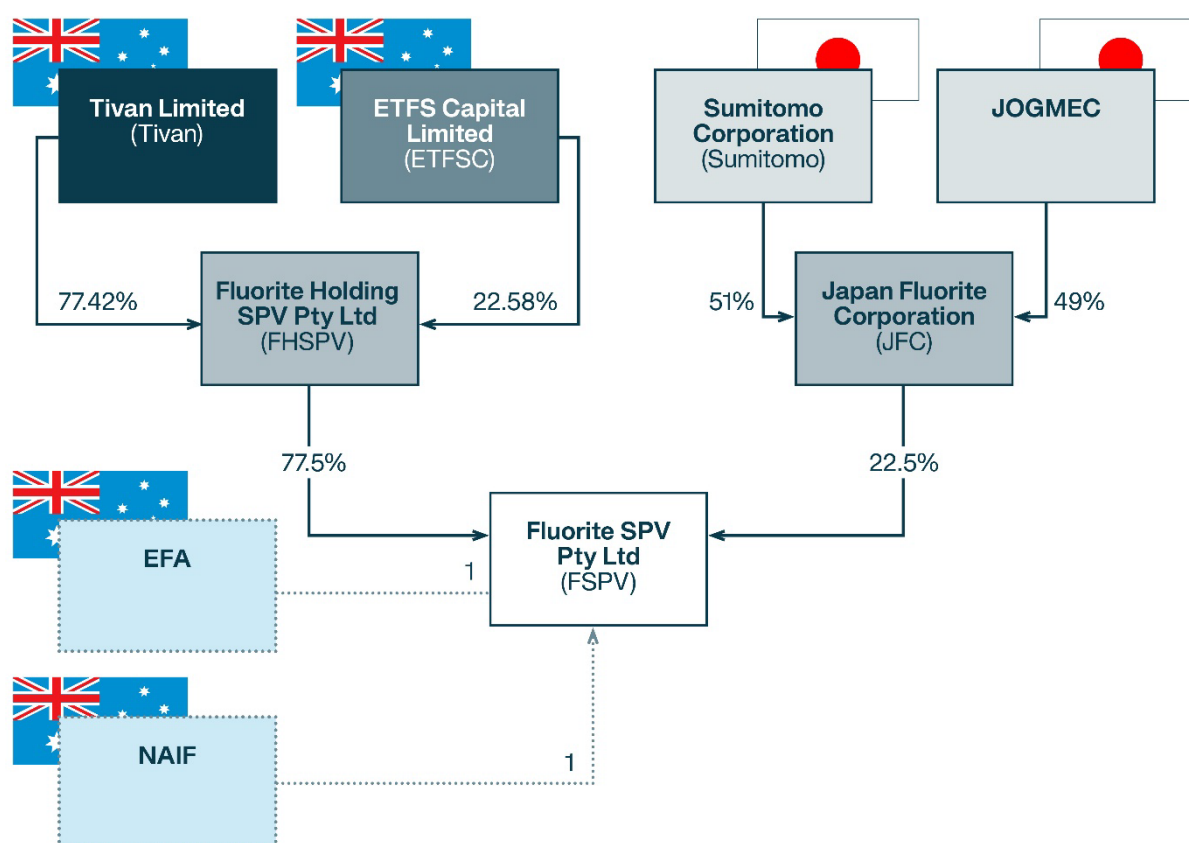 Tivan Limited
(Tivan)
ETFS Capital
Limited
(ETFSC)
Sumitomo
Corporation
(Sumitomo)
JOGMEC
77.42%
Fluorite Holding
SPV Pty Ltd
(FHSPV)
22.58%
51%
Japan Fluorite
Corporation
(JFC)
49%
77.5%
22.5%
EFA
1
Fluorite SPV
Pty Ltd
(FSPV)
NAIF
1